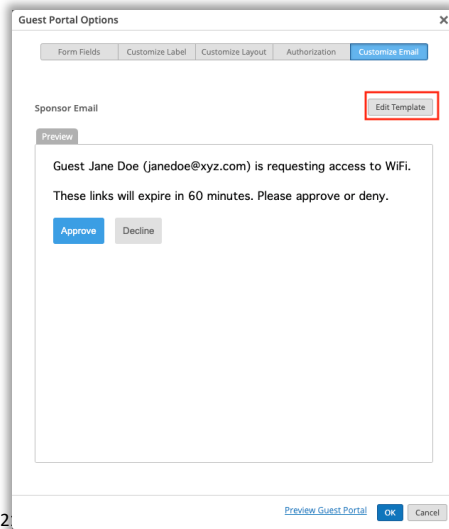 Guest Portal Options
Form Fields Customize Label Customize Layout Authorization Customize Email
Sponsor Email Edit Template
Preview
Guest Jane Doe (janedoe@xyz.com) is requesting access to WiFi.
These links will expire in 60 minutes. Please approve or deny.
Approve Decline
Preview Guest Portal OK Cancel